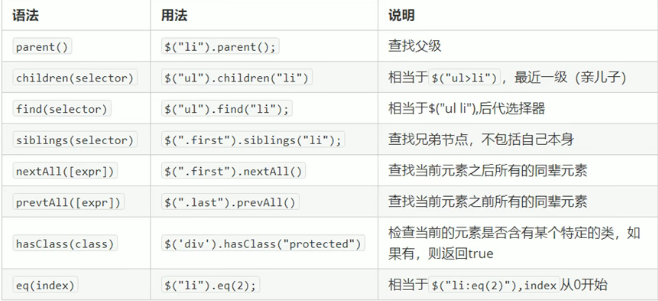 语法 用法 说明
parent() $("li").parent(); 查找父级
children(selector) $("ul").children("li") 相当于$("ul>li")，最近一级（亲儿子）
find(selector) $("ul").find("li"); 相当于$("ul li"),后代选择器
siblings(selector) $(".first").siblings("li"); 查找兄弟节点，不包括自己本身
nextAll([expr]) $(".first").nextAll() 查找当前元素之后所有的同辈元素
prevtAll([expr]) $(".last").prevAll() 查找当前元素之前所有的同辈元素
hasClass(class) $('div').hasClass("protected") 检查当前的元素是否含有某个特定的类，如
果有，则返回true
eq(index) $("li").eq(2); 相当于$("li:eq(2)"),index从0开始